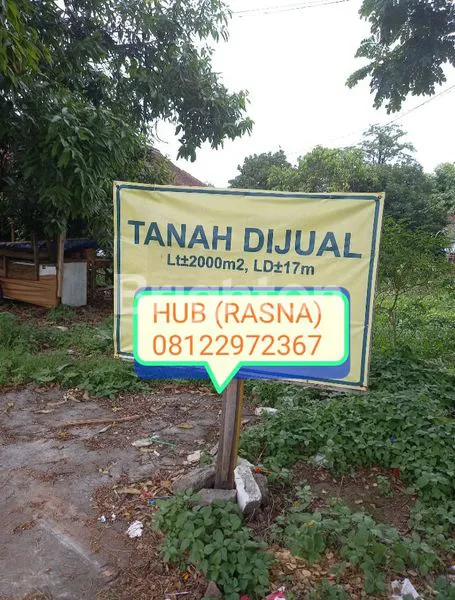 TANAH DIJUAL
Lt±2000m2, LD±17m
HUB (RASNA)
08122972367